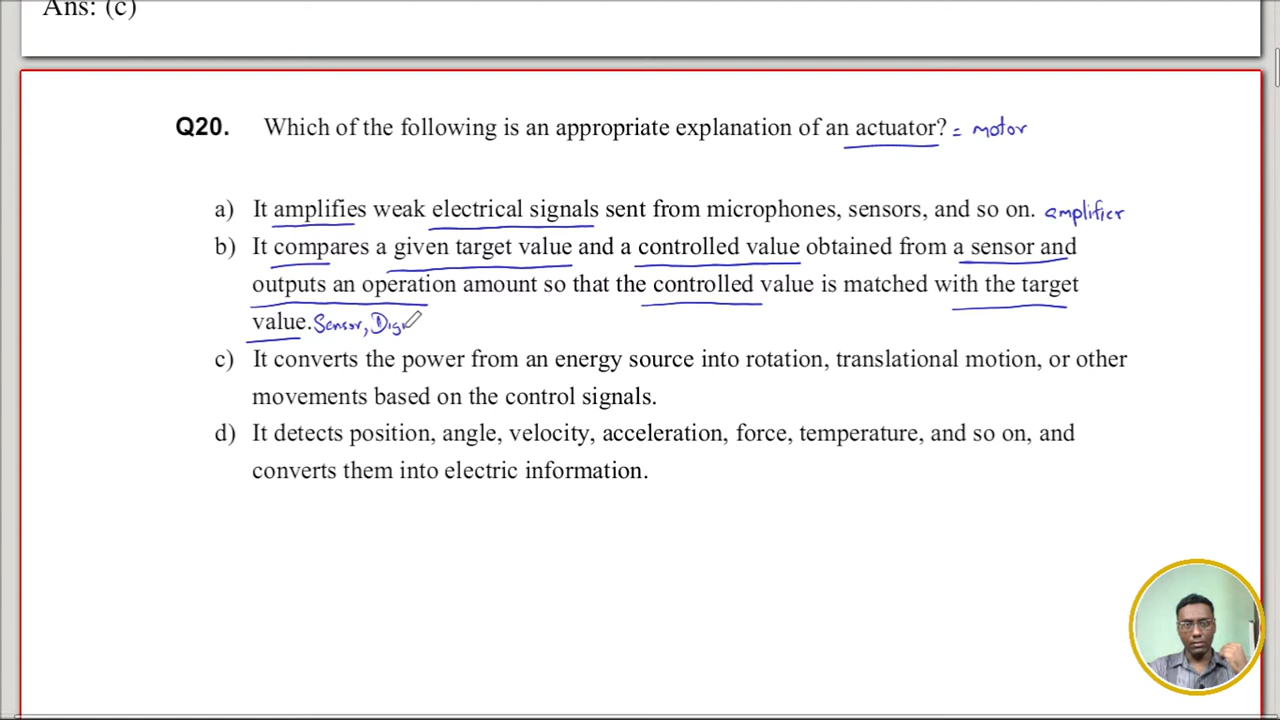 Ans: (c)
Q20. Which of the following is an appropriate explanation of an actuator? = motor
a) It amplifies weak electrical signals sent from microphones, sensors, and so on. amplifier
b) It compares a given target value and a controlled value obtained from a sensor and
outputs an operation amount so that the controlled value is matched with the target
value. Sensor, Dig
c) It converts the power from an energy source into rotation, translational motion, or other
movements based on the control signals.
d) It detects position, angle, velocity, acceleration, force, temperature, and so on, and
converts them into electric information.